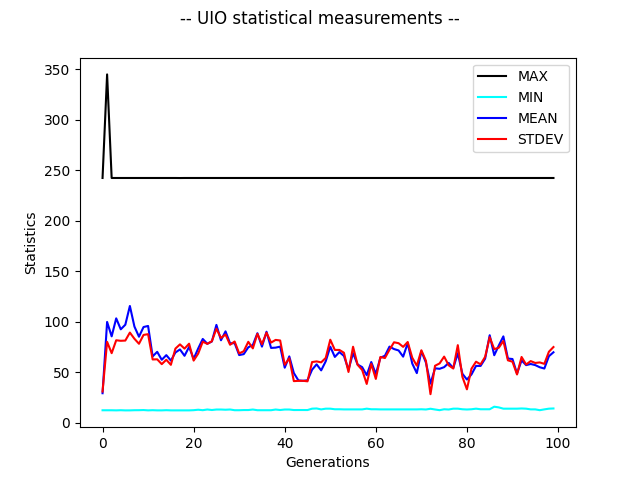 -- UIO statistical measurements --
MAX
MIN
MEAN
STDEV
350
300
250
200
150
100
50
0
Statistics
0 20 40 60 80 100
Generations